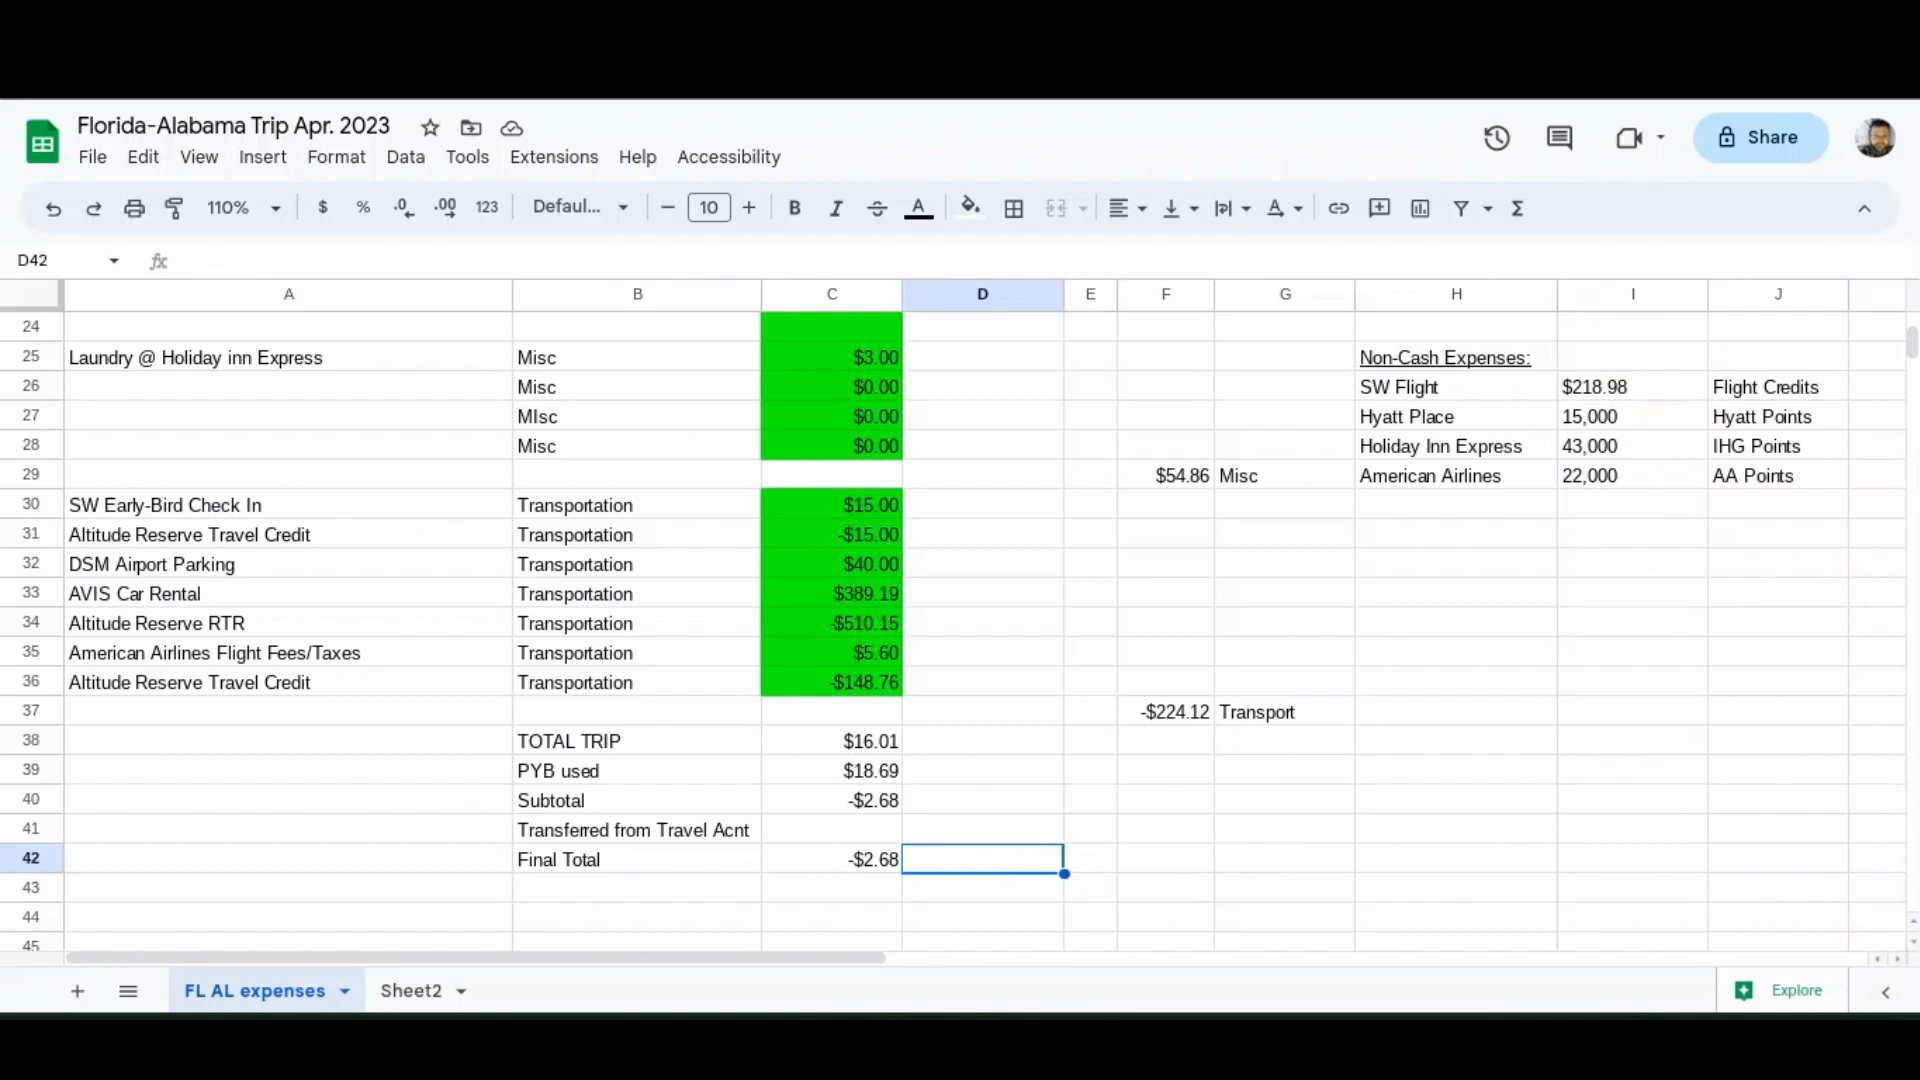 Florida-Alabama Trip Apr. 2023
File Edit View Insert Format Data Tools Extensions Help Accessibility
Share
110% $ % .0 .00 123 Defaul... 10 B I A
D42
A B C D E F G H I J
24
25 Laundry @ Holiday inn Express Misc $3.00 Non-Cash Expenses:
26 Misc $0.00 SW Flight $218.98 Flight Credits
27 MIsc $0.00 Hyatt Place 15,000 Hyatt Points
28 Misc $0.00 Holiday Inn Express 43,000 IHG Points
29 $54.86 Misc American Airlines 22,000 AA Points
30 SW Early-Bird Check In Transportation $15.00
31 Altitude Reserve Travel Credit Transportation -$15.00
32 DSM Airport Parking Transportation $40.00
33 AVIS Car Rental Transportation $389.19
34 Altitude Reserve RTR Transportation -$510.15
35 American Airlines Flight Fees/Taxes Transportation $5.60
36 Altitude Reserve Travel Credit Transportation -$148.76
37 -$224.12 Transport
38 TOTAL TRIP $16.01
39 PYB used $18.69
40 Subtotal -$2.68
41 Transferred from Travel Acnt
42 Final Total -$2.68
43
44
45
FL AL expenses Sheet2 Explore